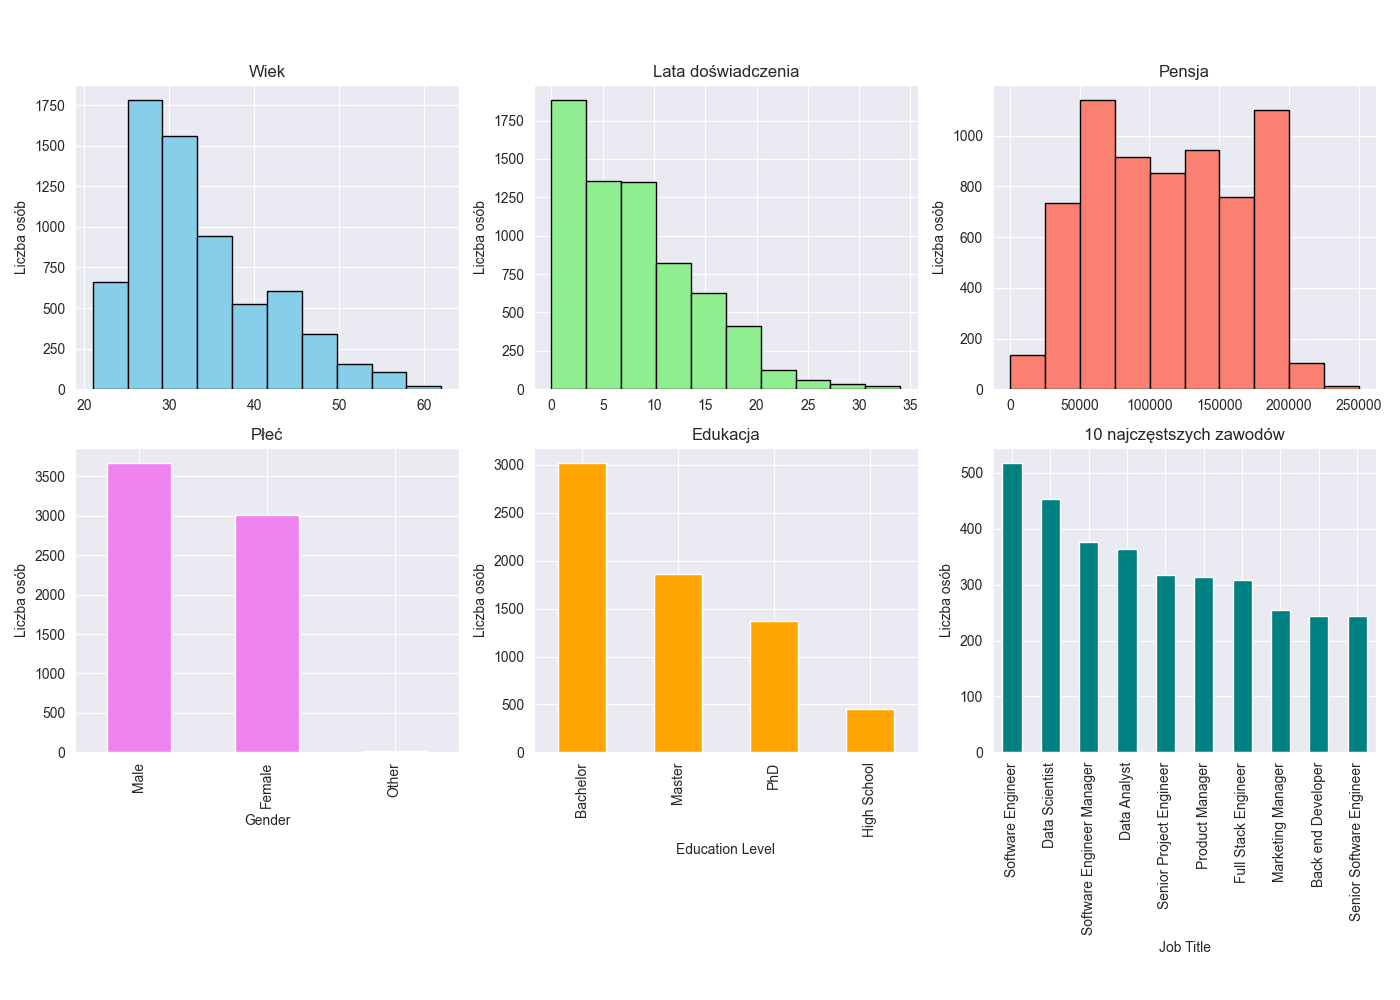 Wiek
Liczba osób
1750
1500
1250
1000
750
500
250
0
20 30 40 50 60
Lata doświadczenia
Liczba osób
1750
1500
1250
1000
750
500
250
0
0 5 10 15 20 25 30 35
Pensja
Liczba osób
1000
800
600
400
200
0
0 50000 100000 150000 200000 250000
Płeć
Liczba osób
3500
3000
2500
2000
1500
1000
500
0
Male
Female
Other
Gender
Edukacja
Liczba osób
3000
2500
2000
1500
1000
500
0
Bachelor
Master
PhD
High School
Education Level
10 najczęstszych zawodów
Liczba osób
500
400
300
200
100
0
Software Engineer
Data Scientist
Software Engineer Manager
Data Analyst
Senior Project Engineer
Product Manager
Full Stack Engineer
Marketing Manager
Back end Developer
Senior Software Engineer
Job Title